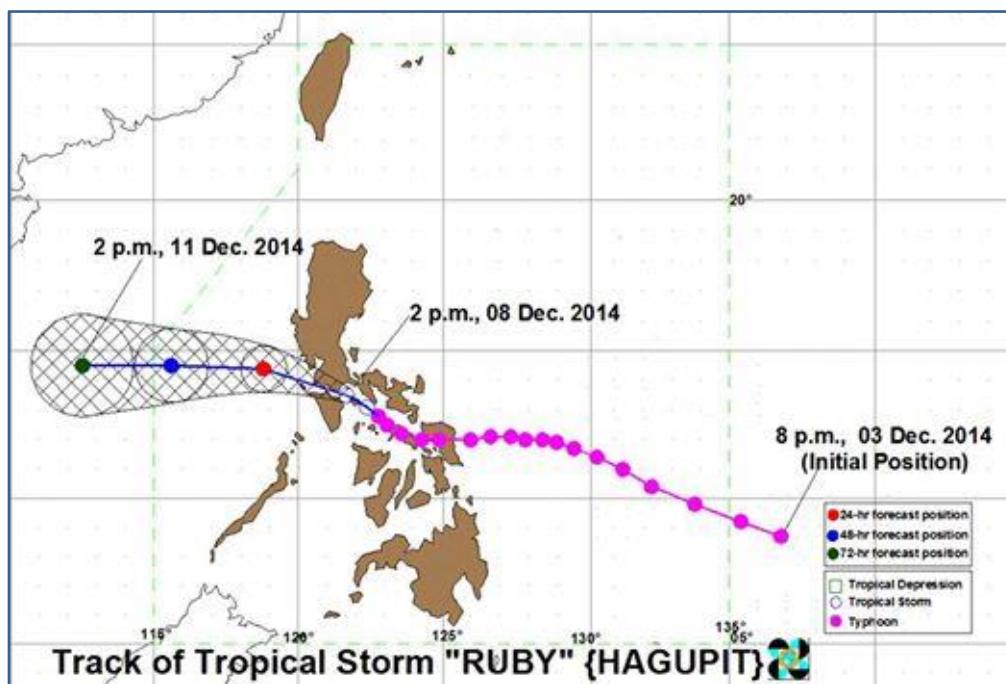 20°
2 p.m., 11 Dec. 2014
2 p.m., 08 Dec. 2014
8 p.m., 03 Dec. 2014
(Initial Position)
24-hr forecast position
48-hr forecast position
72-hr forecast position
Tropical Depression
Tropical Storm
Typhoon
115° 120° 125° 130° 135°
05°
Track of Tropical Storm "RUBY" {HAGUPIT}